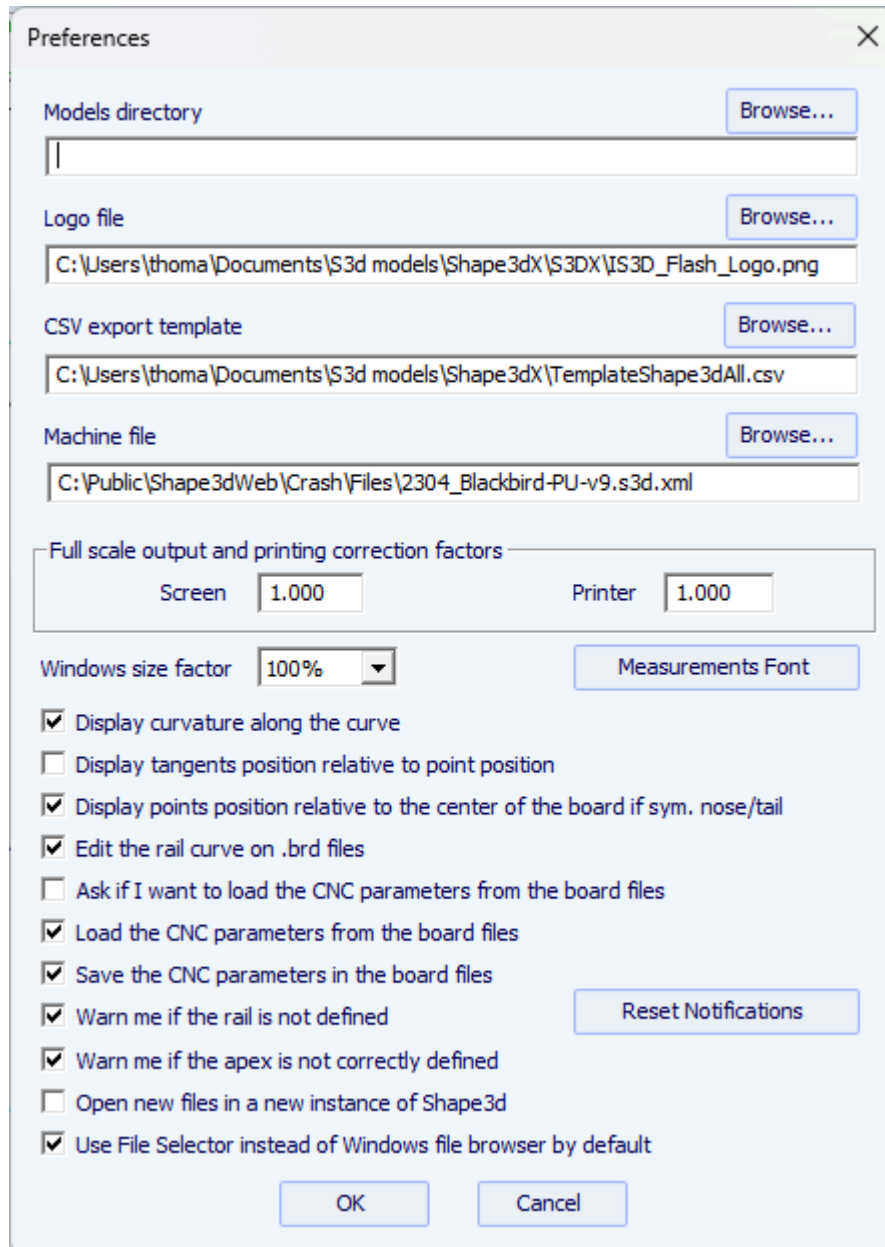 Preferences
Models directory
Browse...
Logo file
Browse...
C:\Users\thoma\Documents\S3d models\Shape3dX\S3DX\IS3D_Flash_Logo.png
CSV export template
Browse...
C:\Users\thoma\Documents\S3d models\Shape3dX\TemplateShape3dAll.csv
Machine file
Browse...
C:\Public\Shape3dWeb\Crash\Files\2304_Blackbird-PU-v9.s3d.xml
Full scale output and printing correction factors
Screen 1.000 Printer 1.000
Windows size factor 100% Measurements Font
Display curvature along the curve
Display tangents position relative to point position
Display points position relative to the center of the board if sym. nose/tail
Edit the rail curve on .brd files
Ask if I want to load the CNC parameters from the board files
Load the CNC parameters from the board files
Save the CNC parameters in the board files
Warn me if the rail is not defined
Reset Notifications
Warn me if the apex is not correctly defined
Open new files in a new instance of Shape3d
Use File Selector instead of Windows file browser by default
OK Cancel